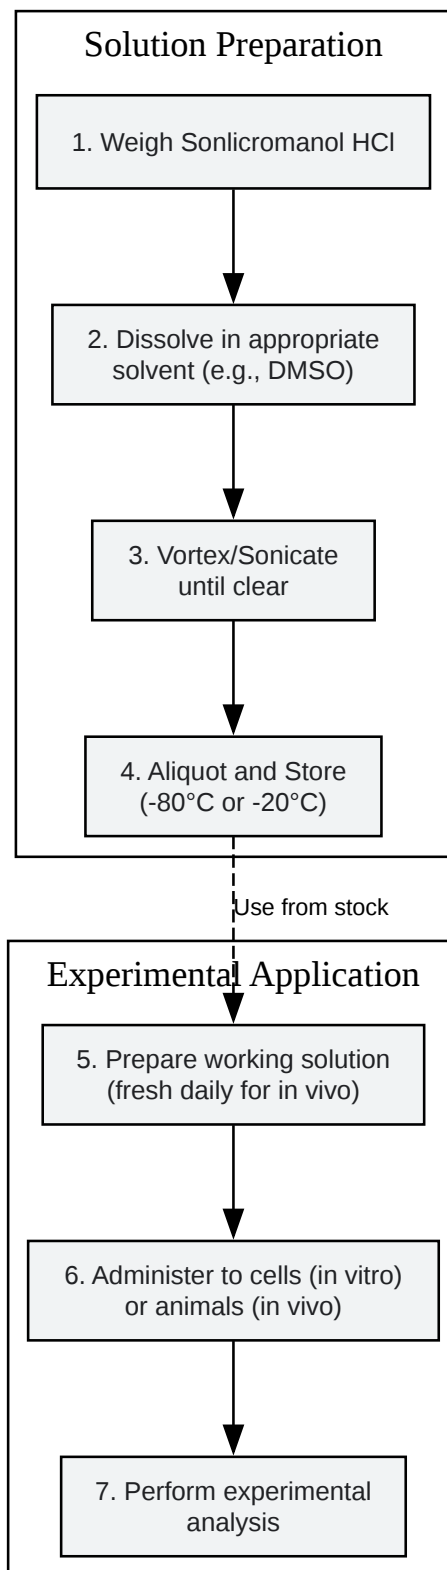 Solution Preparation
1. Weigh Sonlicromanol HCl
2. Dissolve in appropriate
solvent (e.g., DMSO)
3. Vortex/Sonicate
until clear
4. Aliquot and Store
(-80°C or -20°C)
Use from stock
Experimental Application
5. Prepare working solution
(fresh daily for in vivo)
6. Administer to cells (in vitro)
or animals (in vivo)
7. Perform experimental
analysis